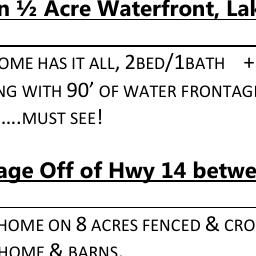 n ½ Acre Waterfront, Lak
OME HAS IT ALL, 2BED/1BATH +
NG WITH 90' OF WATER FRONTAG
….MUST SEE!
age Off of Hwy 14 betwe
HOME ON 8 ACRES FENCED & CRO
HOME & BARNS.